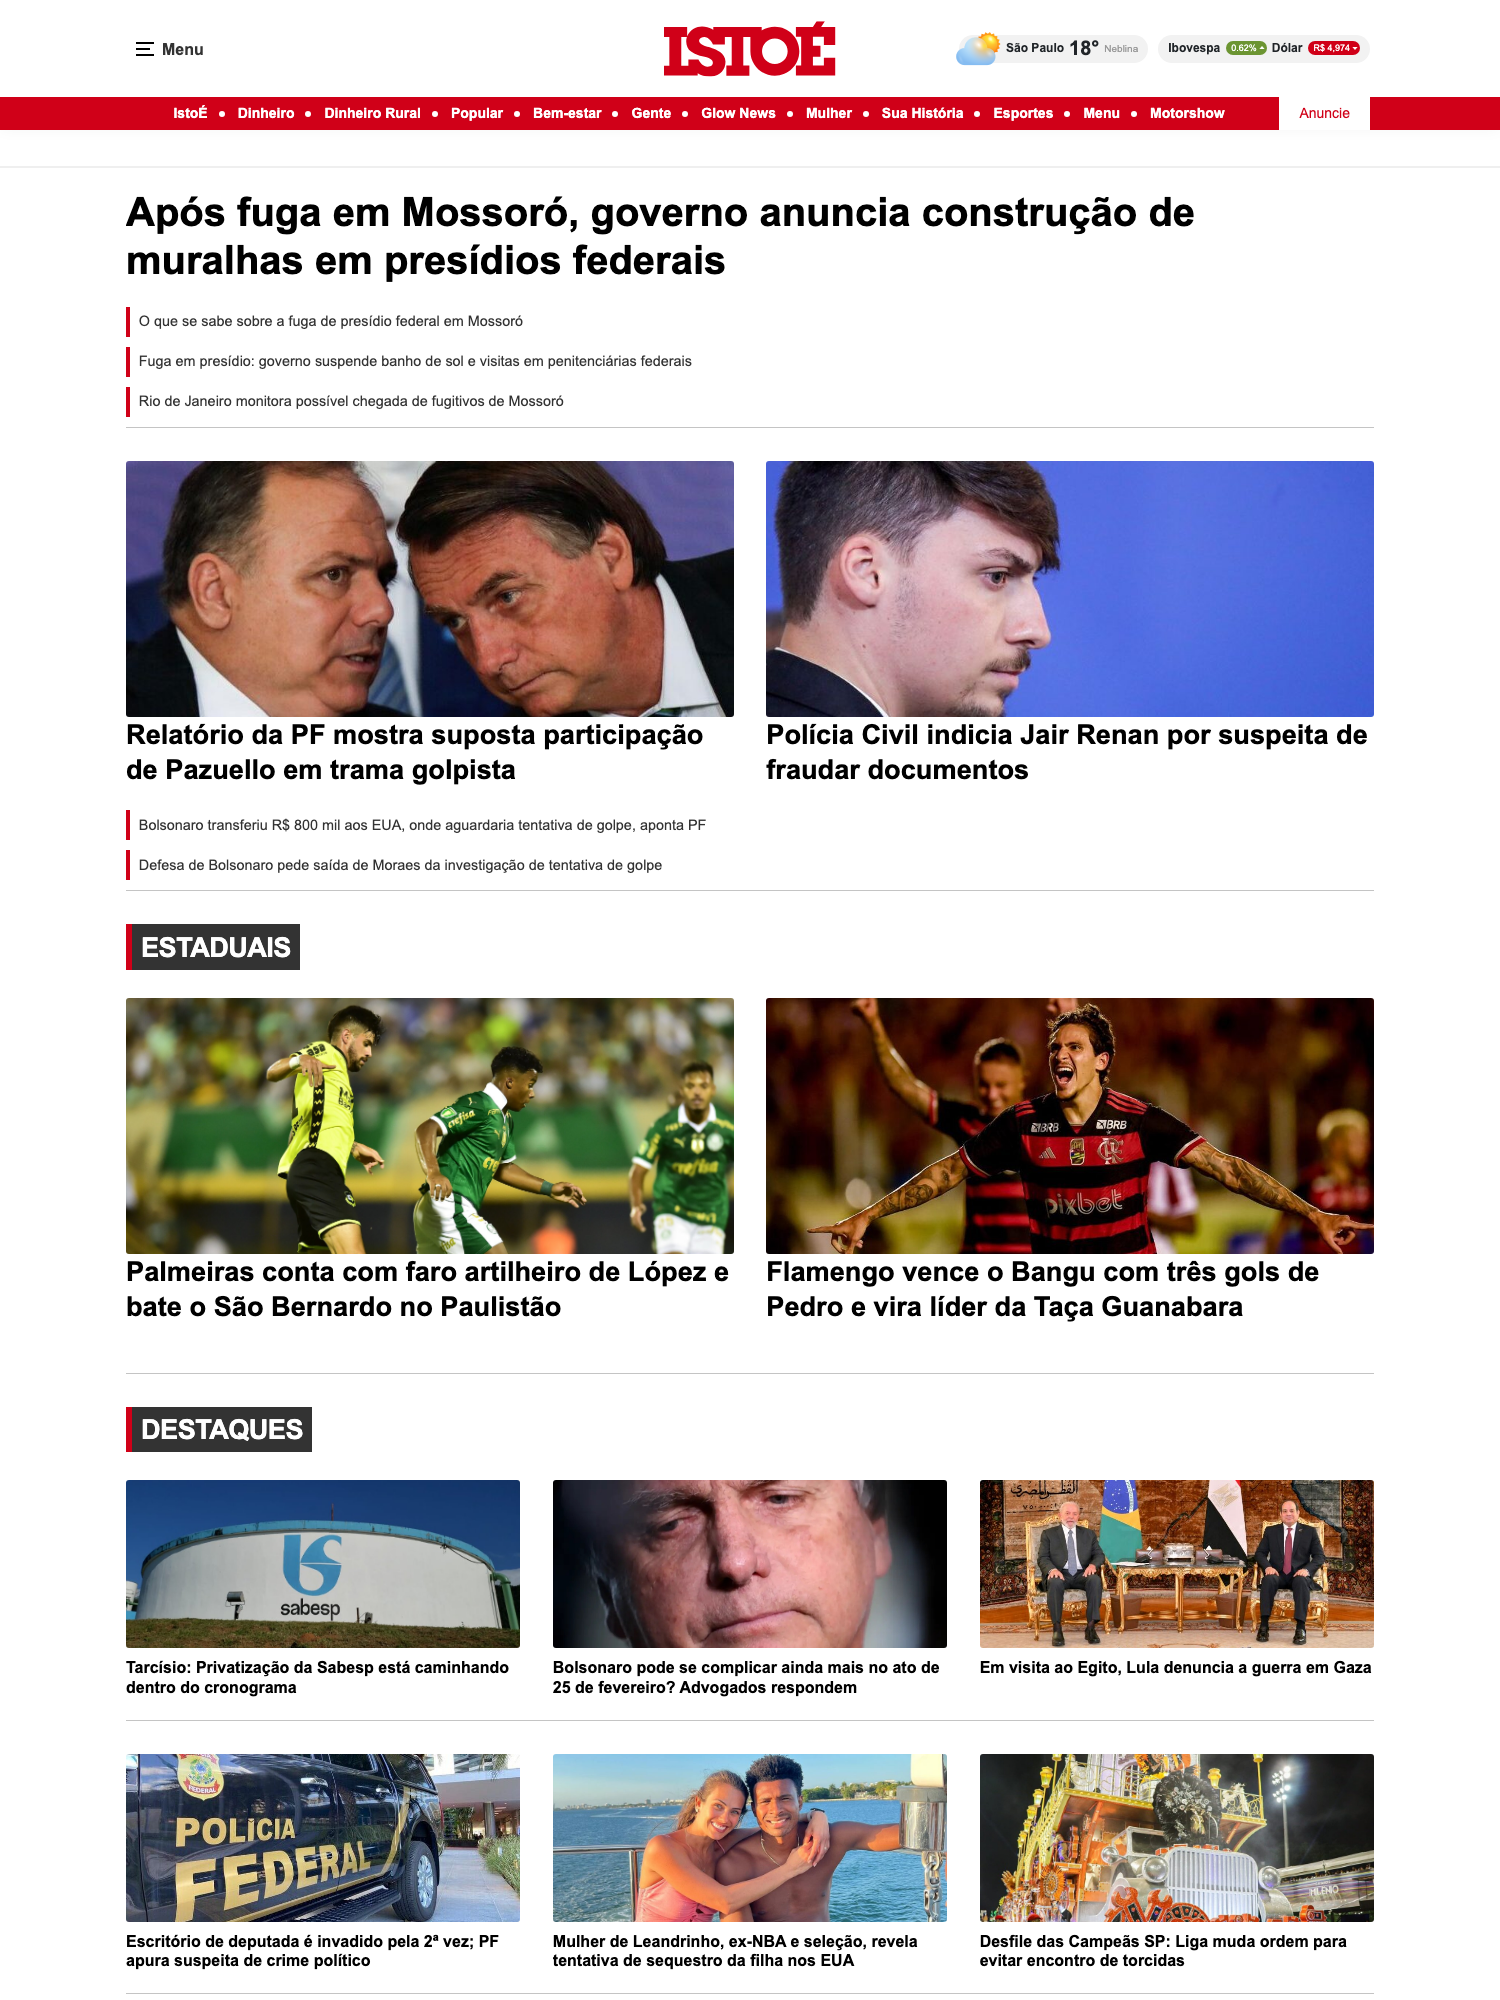 Menu
ISTOÉ
São Paulo 18° Neblina
Ibovespa 0.62% Dólar R$ 4,974
IstoÉ • Dinheiro • Dinheiro Rural • Popular • Bem-estar • Gente • Glow News • Mulher • Sua História • Esportes • Menu • Motorshow
Anuncie
Após fuga em Mossoró, governo anuncia construção de
muralhas em presídios federais
O que se sabe sobre a fuga de presídio federal em Mossoró
Fuga em presídio: governo suspende banho de sol e visitas em penitenciárias federais
Rio de Janeiro monitora possível chegada de fugitivos de Mossoró
Relatório da PF mostra suposta participação
de Pazuello em trama golpista
Polícia Civil indicia Jair Renan por suspeita de
fraudar documentos
Bolsonaro transferiu R$ 800 mil aos EUA, onde aguardaria tentativa de golpe, aponta PF
Defesa de Bolsonaro pede saída de Moraes da investigação de tentativa de golpe
ESTADUAIS
crefisa
BRB
BRB
pixbet
Palmeiras conta com faro artilheiro de López e
bate o São Bernardo no Paulistão
Flamengo vence o Bangu com três gols de
Pedro e vira líder da Taça Guanabara
DESTAQUES
sabesp
Tarcísio: Privatização da Sabesp está caminhando
dentro do cronograma
Bolsonaro pode se complicar ainda mais no ato de
25 de fevereiro? Advogados respondem
Em visita ao Egito, Lula denuncia a guerra em Gaza
FEDERAL
POLÍCIA
FEDERAL
Escritório de deputada é invadido pela 2ª vez; PF
apura suspeita de crime político
Mulher de Leandrinho, ex-NBA e seleção, revela
tentativa de sequestro da filha nos EUA
Desfile das Campeãs SP: Liga muda ordem para
evitar encontro de torcidas